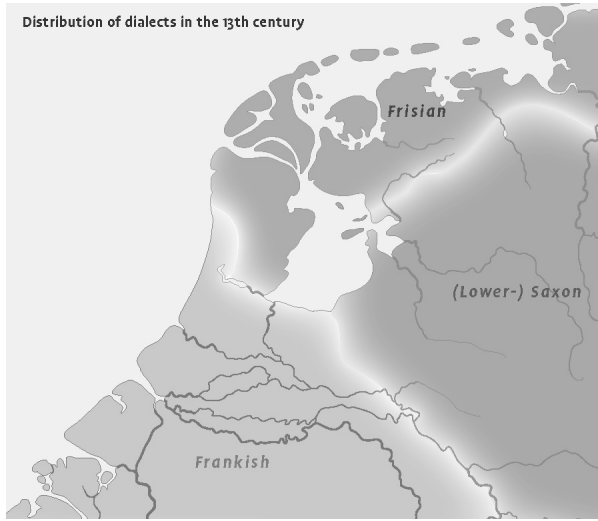 Distribution of dialects in the 13th century
Frisian
(Lower-) Saxon
Frankish